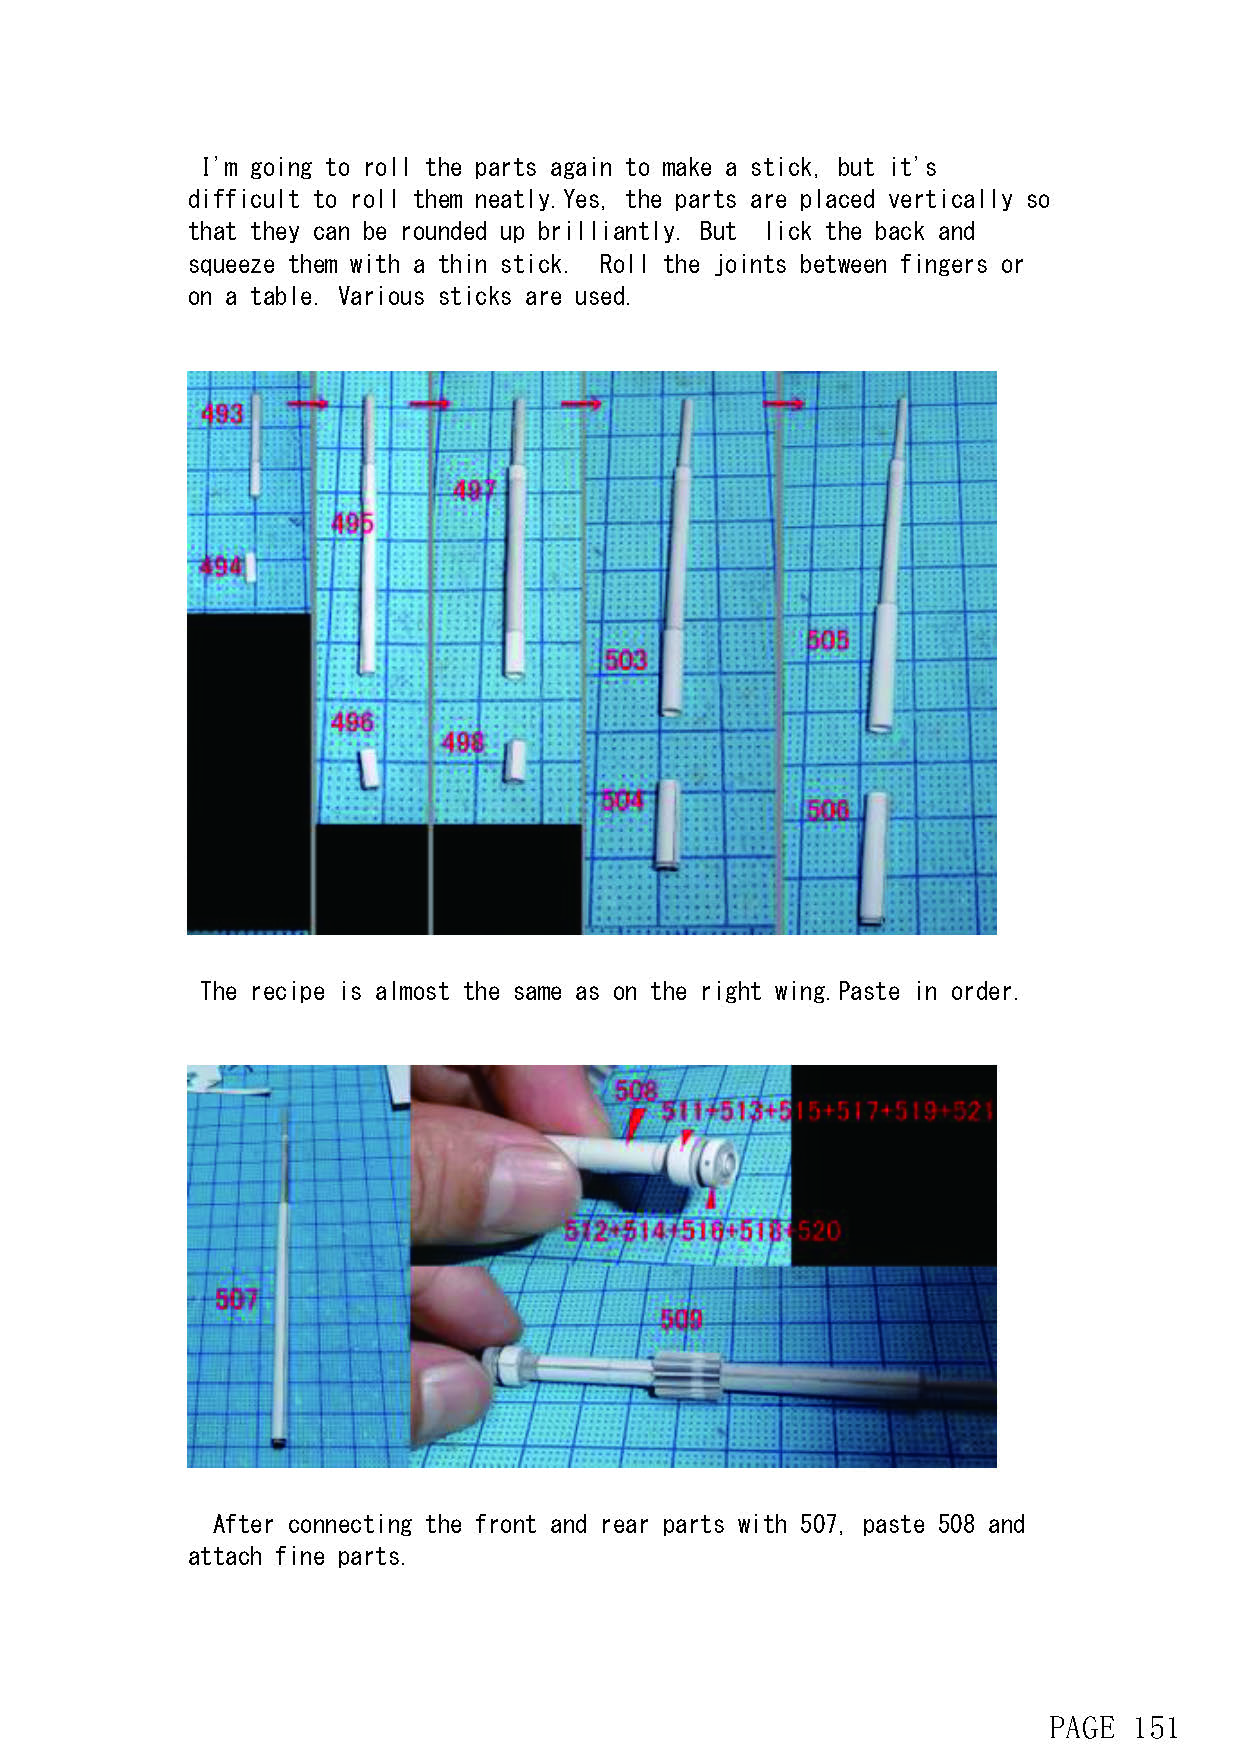 I'm going to roll the parts again to make a stick, but it's
difficult to roll them neatly.Yes, the parts are placed vertically so
that they can be rounded up brilliantly. But  lick the back and
squeeze them with a thin stick.  Roll the joints between fingers or
on a table. Various sticks are used.
493
494
495
496
497
498
503
504
505
506
The recipe is almost the same as on the right wing.Paste in order.
507
508
511+513+515+517+519+521
512+514+516+518+520
509
After connecting the front and rear parts with 507, paste 508 and
attach fine parts.
PAGE 151